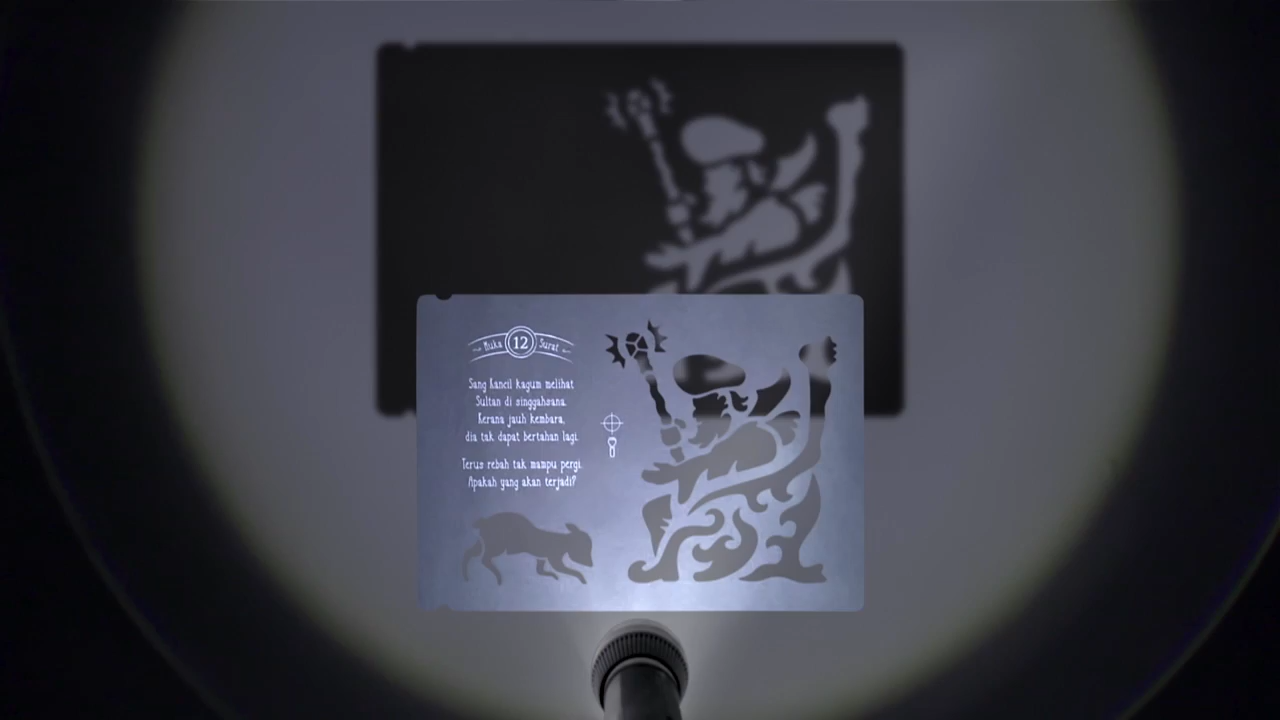 Muka 12 Surat
Sang Kancil kagum melihat
Sultan di singgahsana.
Kerana jauh kembara,
dia tak dapat bertahan lagi.
Terus rebah tak mampu pergi.
Apakah yang akan terjadi?